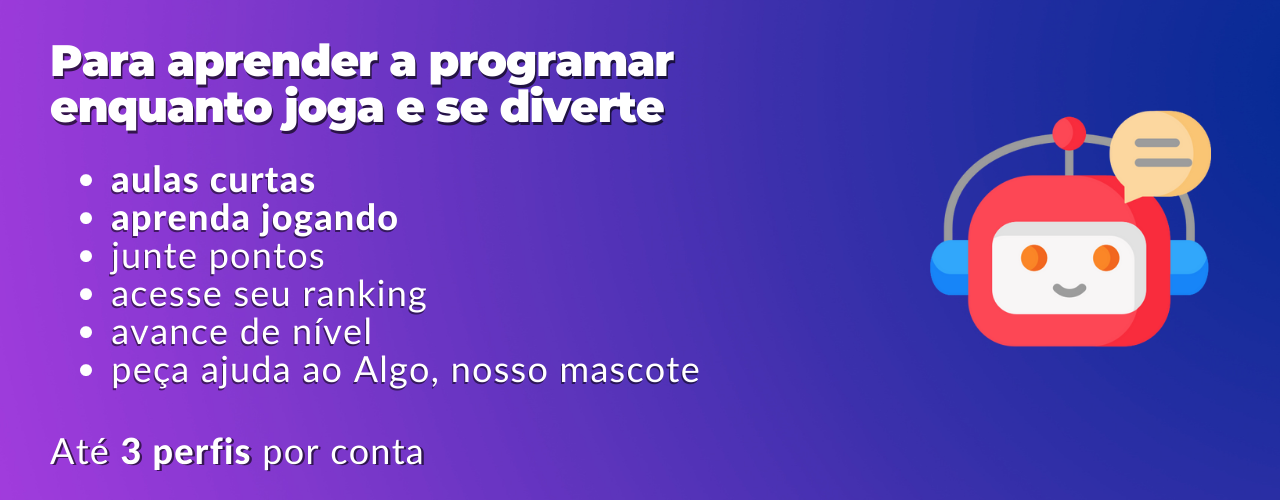 Para aprender a programar
enquanto joga e se diverte
• aulas curtas
• aprenda jogando
• junte pontos
• acesse seu ranking
• avance de nível
• peça ajuda ao Algo, nosso mascote
Até 3 perfis por conta